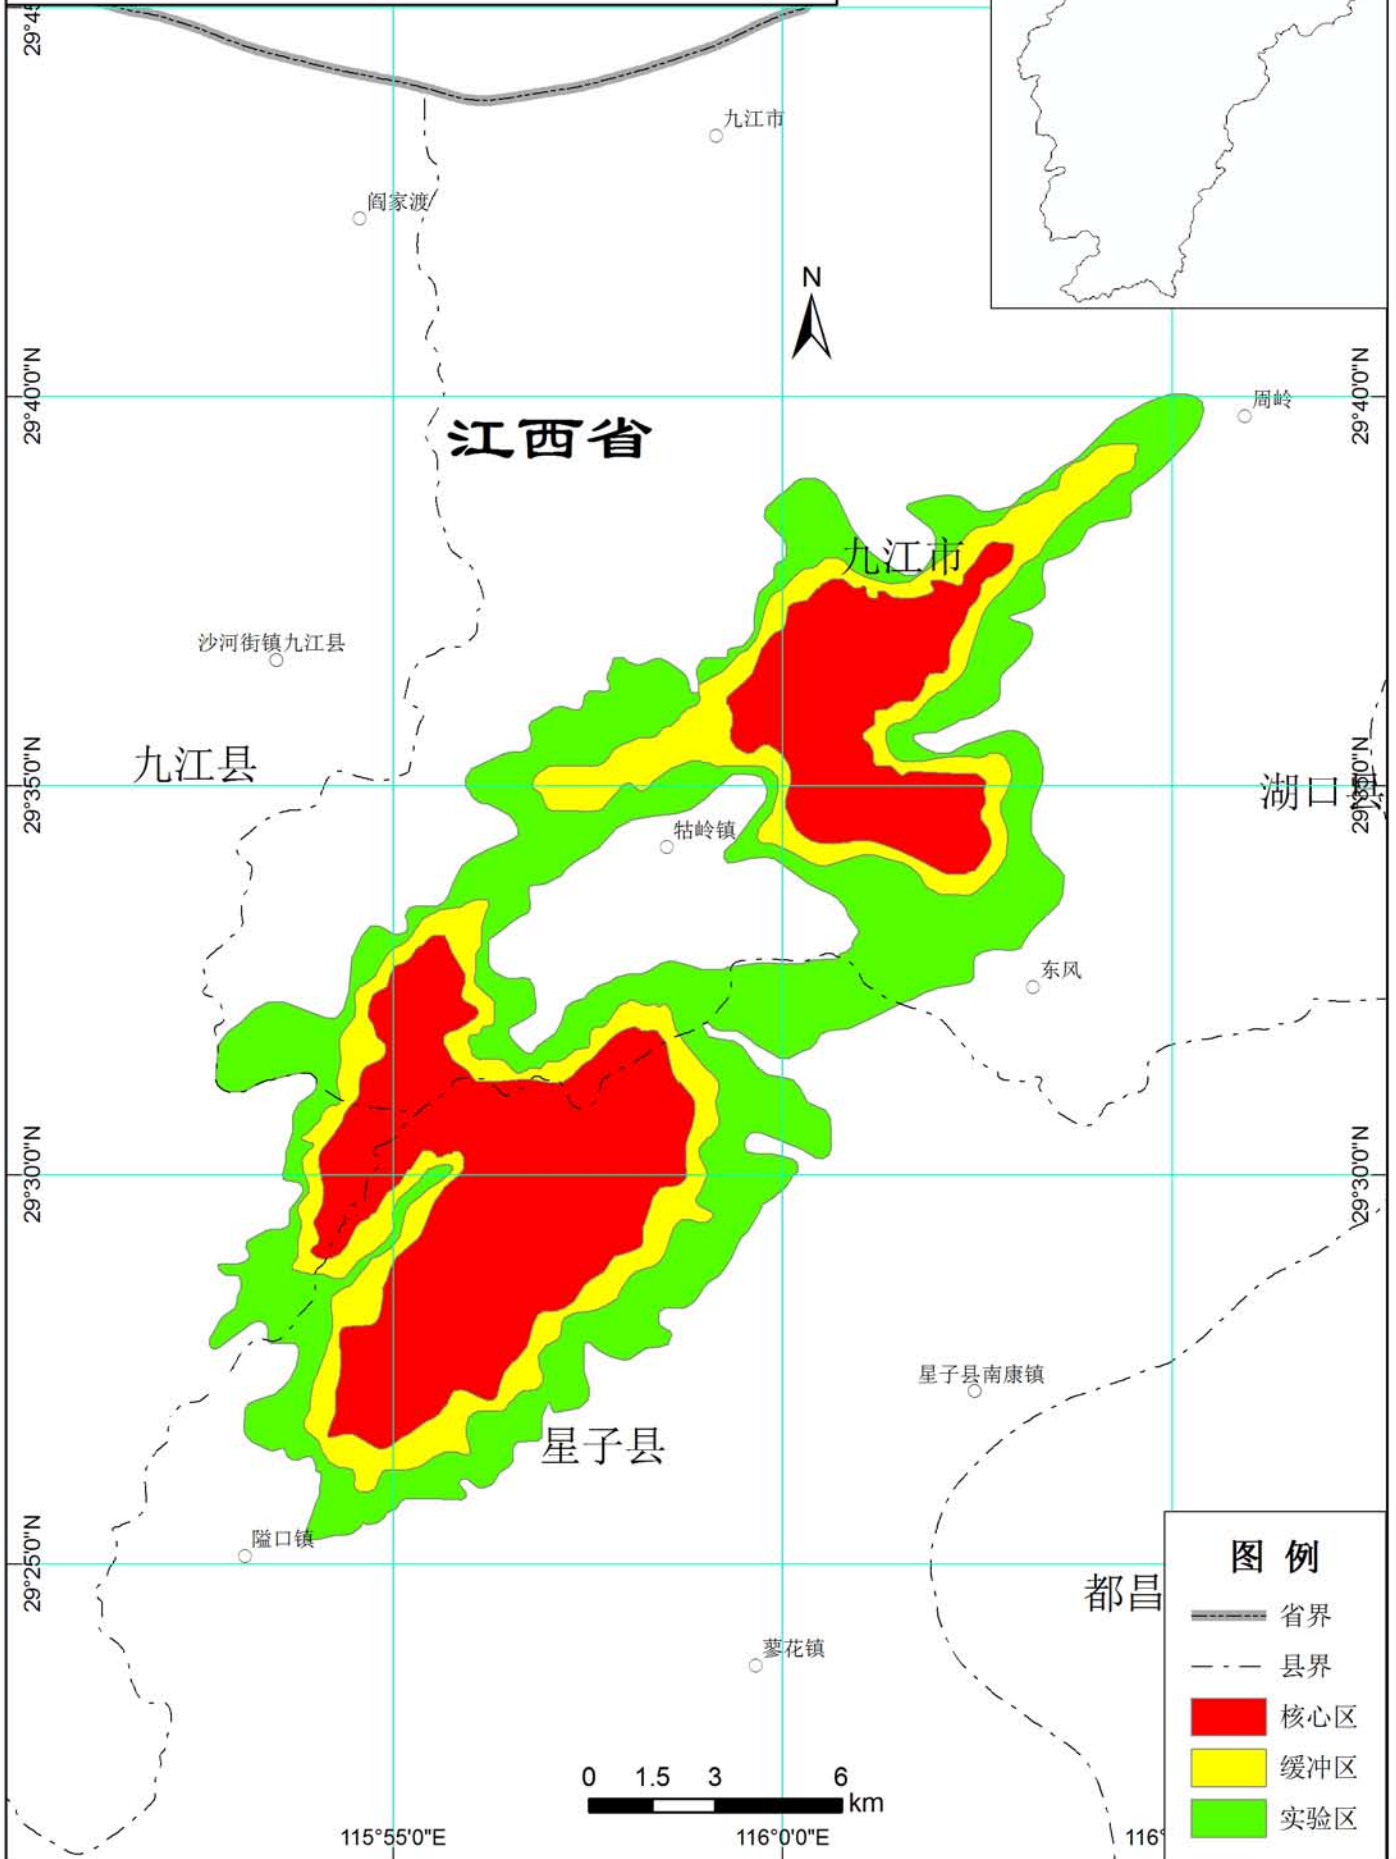 九江市
阎家渡
N
29°40'0"N
29°40'0"N
周岭
江西省
九江市
沙河街镇九江县
九江县
29°35'0"N
湖口
牯岭镇
东风
29°30'0"N
29°30'0"N
星子县南康镇
星子县
29°25'0"N
隘口镇
都昌
蓼花镇
图 例
省界
县界
核心区
缓冲区
实验区
0 1.5 3 6
km
115°55'0"E
116°0'0"E
116°